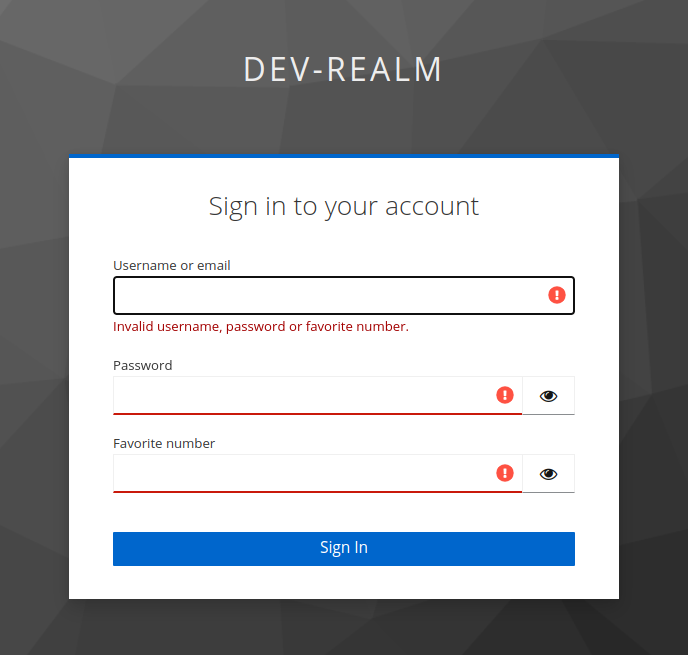 DEV-REALM
Sign in to your account
Username or email
Invalid username, password or favorite number.
Password
Favorite number
Sign In